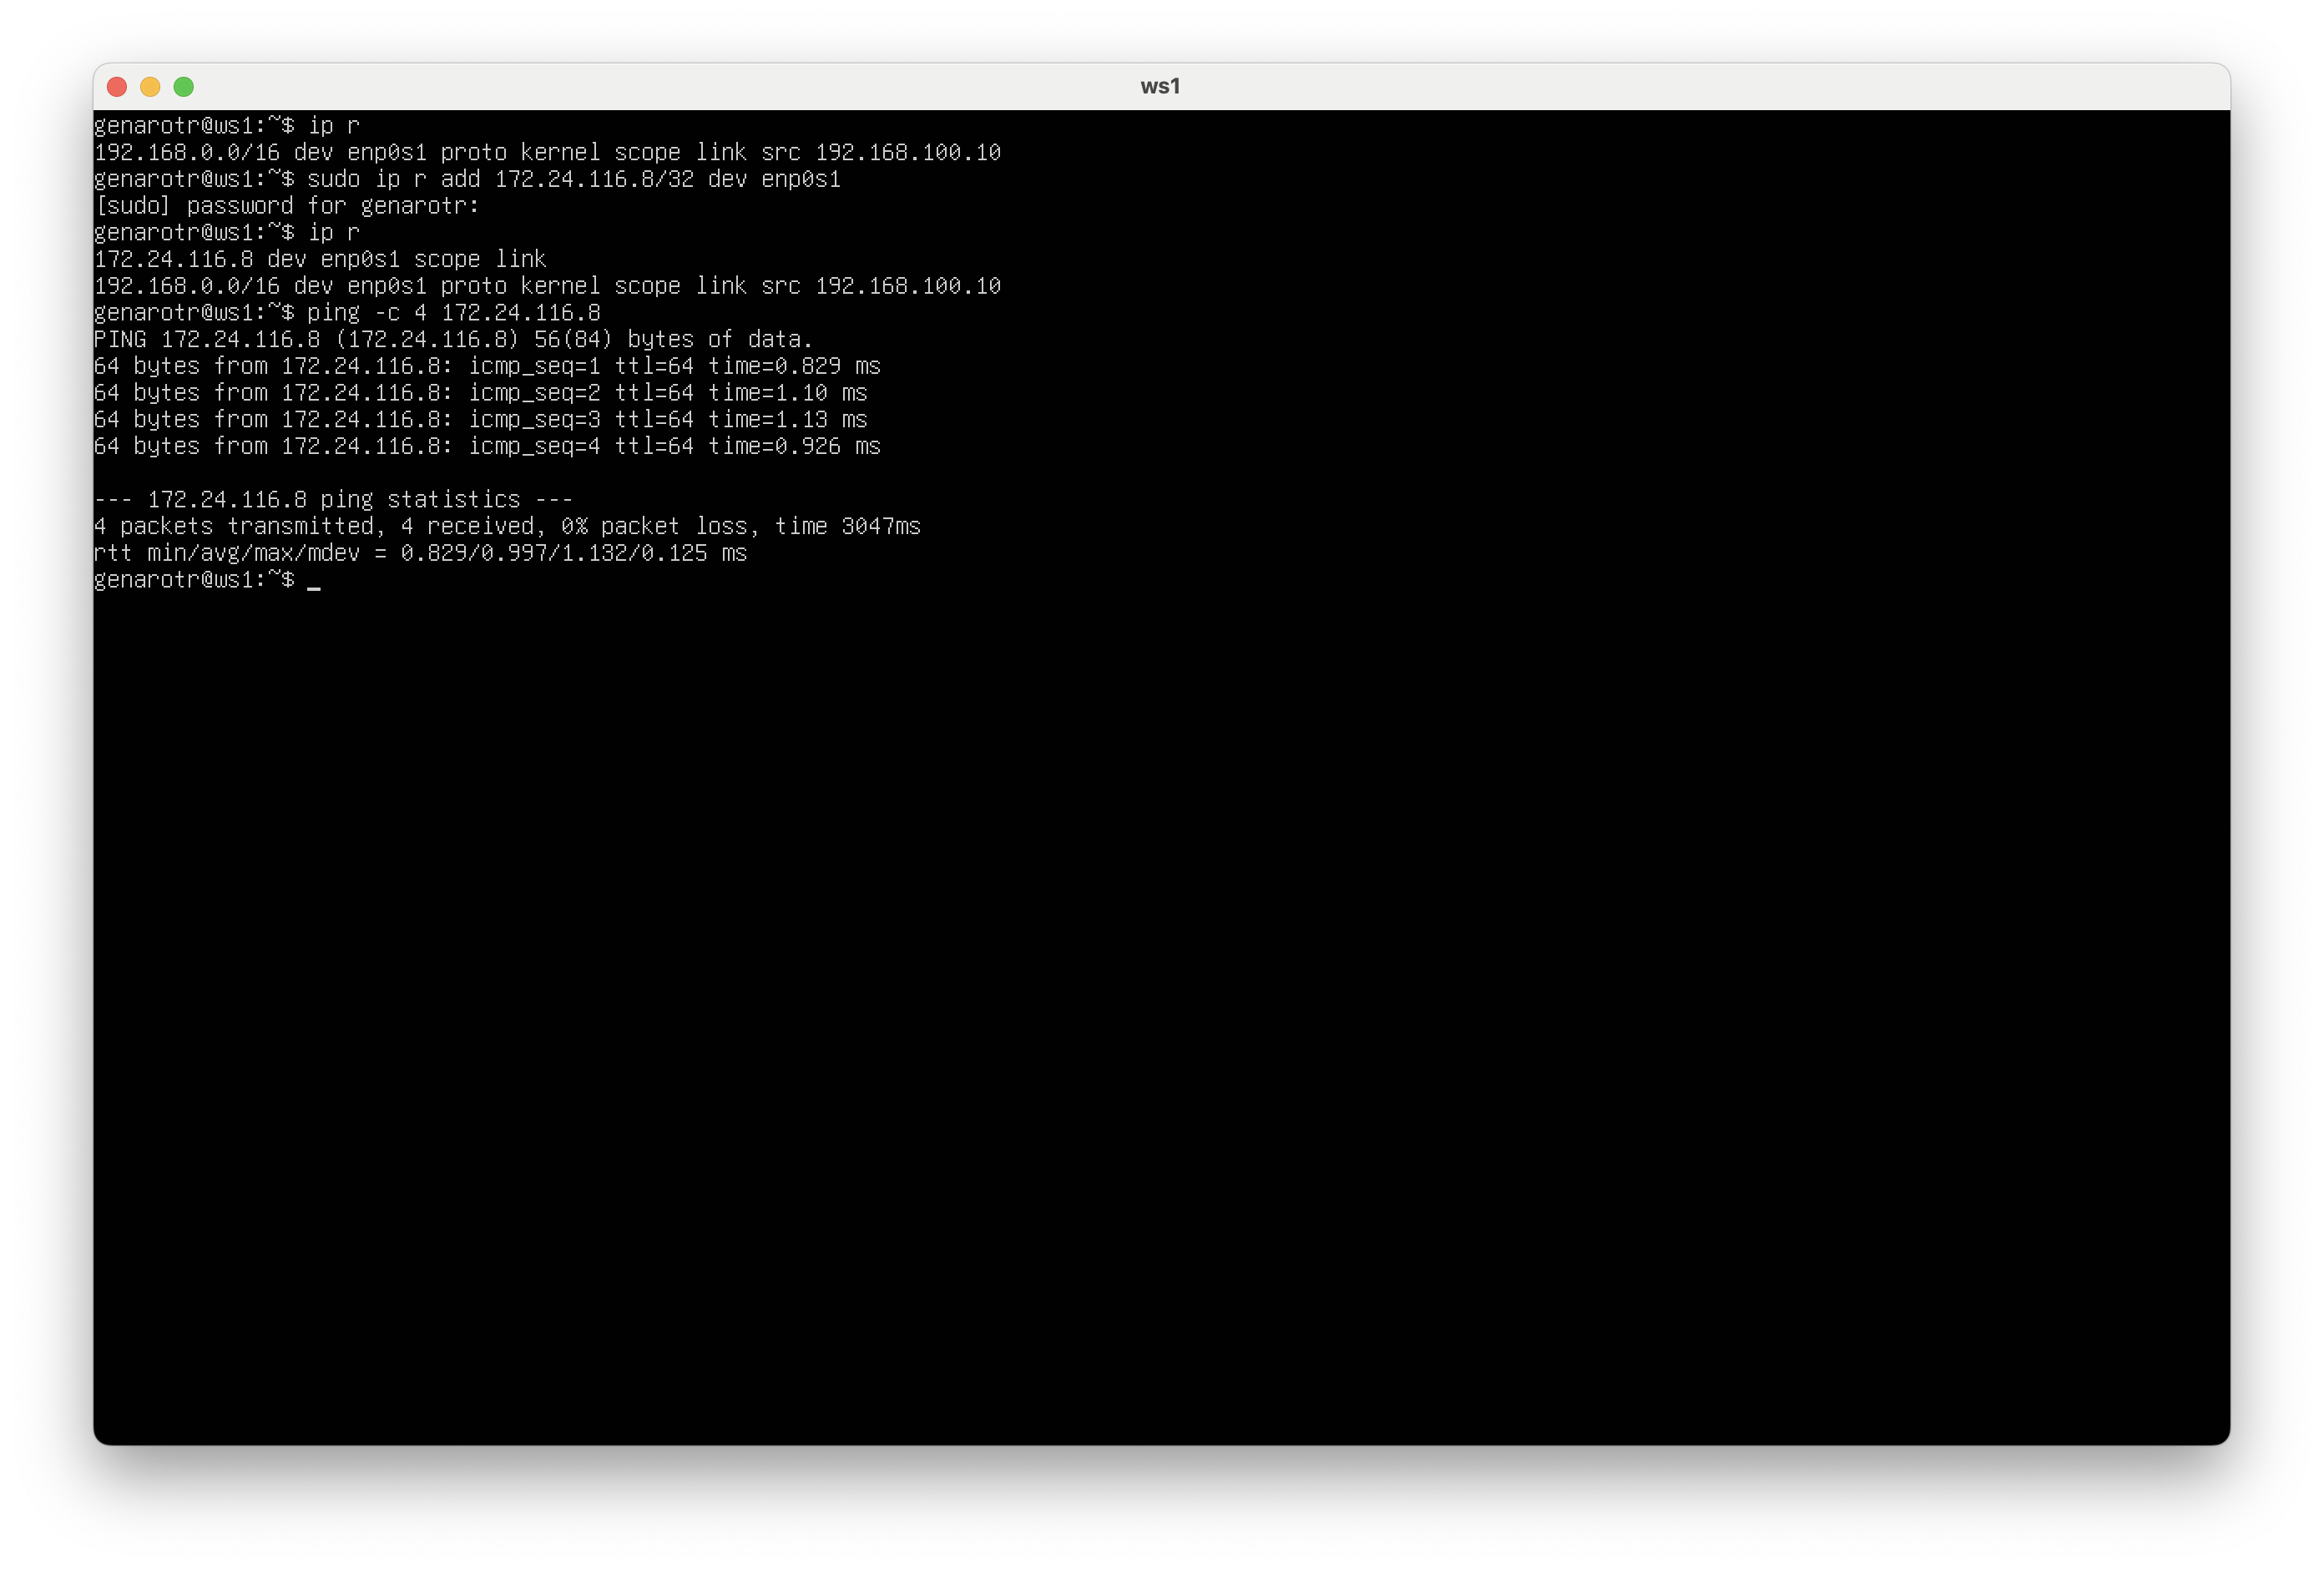 ws1
genarotr@ws1:~$ ip r
192.168.0.0/16 dev enp0s1 proto kernel scope link src 192.168.100.10
genarotr@ws1:~$ sudo ip r add 172.24.116.8/32 dev enp0s1
[sudo] password for genarotr:
genarotr@ws1:~$ ip r
172.24.116.8 dev enp0s1 scope link
192.168.0.0/16 dev enp0s1 proto kernel scope link src 192.168.100.10
genarotr@ws1:~$ ping -c 4 172.24.116.8
PING 172.24.116.8 (172.24.116.8) 56(84) bytes of data.
64 bytes from 172.24.116.8: icmp_seq=1 ttl=64 time=0.829 ms
64 bytes from 172.24.116.8: icmp_seq=2 ttl=64 time=1.10 ms
64 bytes from 172.24.116.8: icmp_seq=3 ttl=64 time=1.13 ms
64 bytes from 172.24.116.8: icmp_seq=4 ttl=64 time=0.926 ms
--- 172.24.116.8 ping statistics ---
4 packets transmitted, 4 received, 0% packet loss, time 3047ms
rtt min/avg/max/mdev = 0.829/0.997/1.132/0.125 ms
genarotr@ws1:~$ _